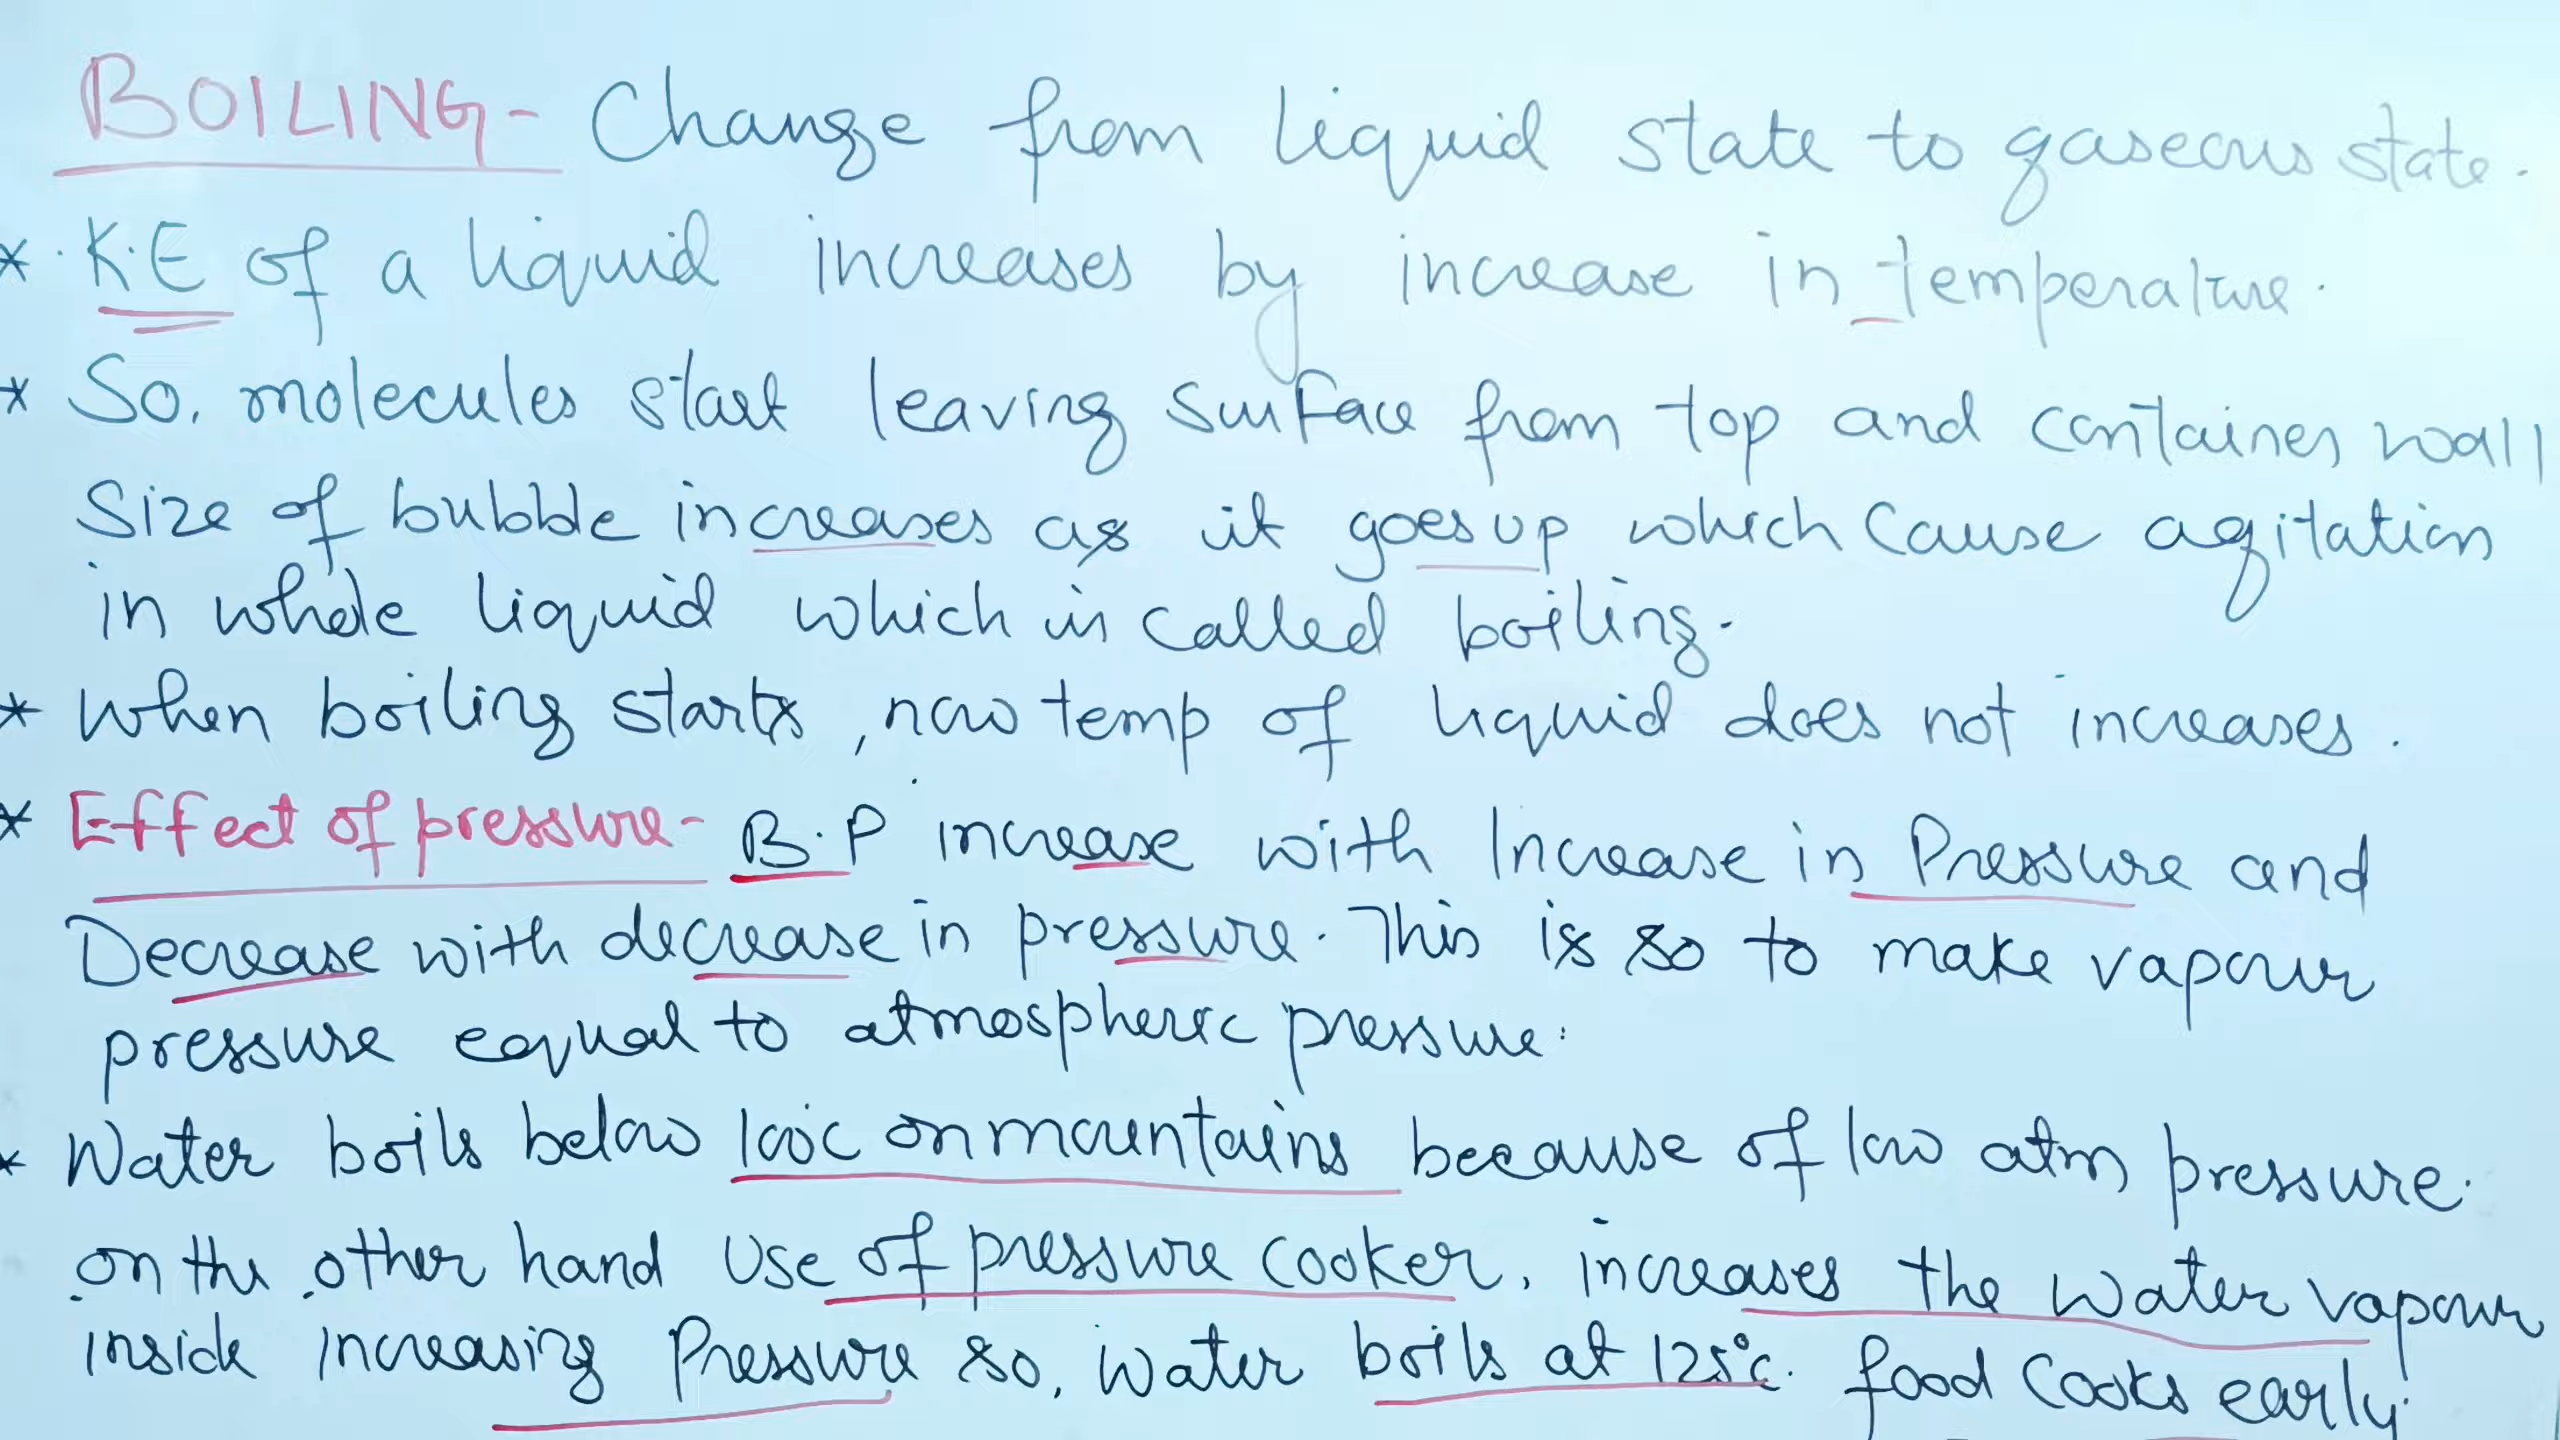 BOILING - Change from liquid state to gaseous state.
* K.E of a liquid increases by increase in temperature.
* So, molecules start leaving surface from top and container wall
Size of bubble increases as it goes up which cause agitation
in whole liquid which is called boiling.
* When boiling starts, now temp of liquid does not increases.
* Effect of pressure - B.P increase with Increase in Pressure and
Decrease with decrease in pressure. This is so to make vapour
pressure equal to atmospheric pressure.
* Water boils below 100°C on mountains because of low atm pressure.
on the other hand use of pressure cooker, increases the water vapour
inside increasing Pressure so, water boils at 125°C. food cooks early.